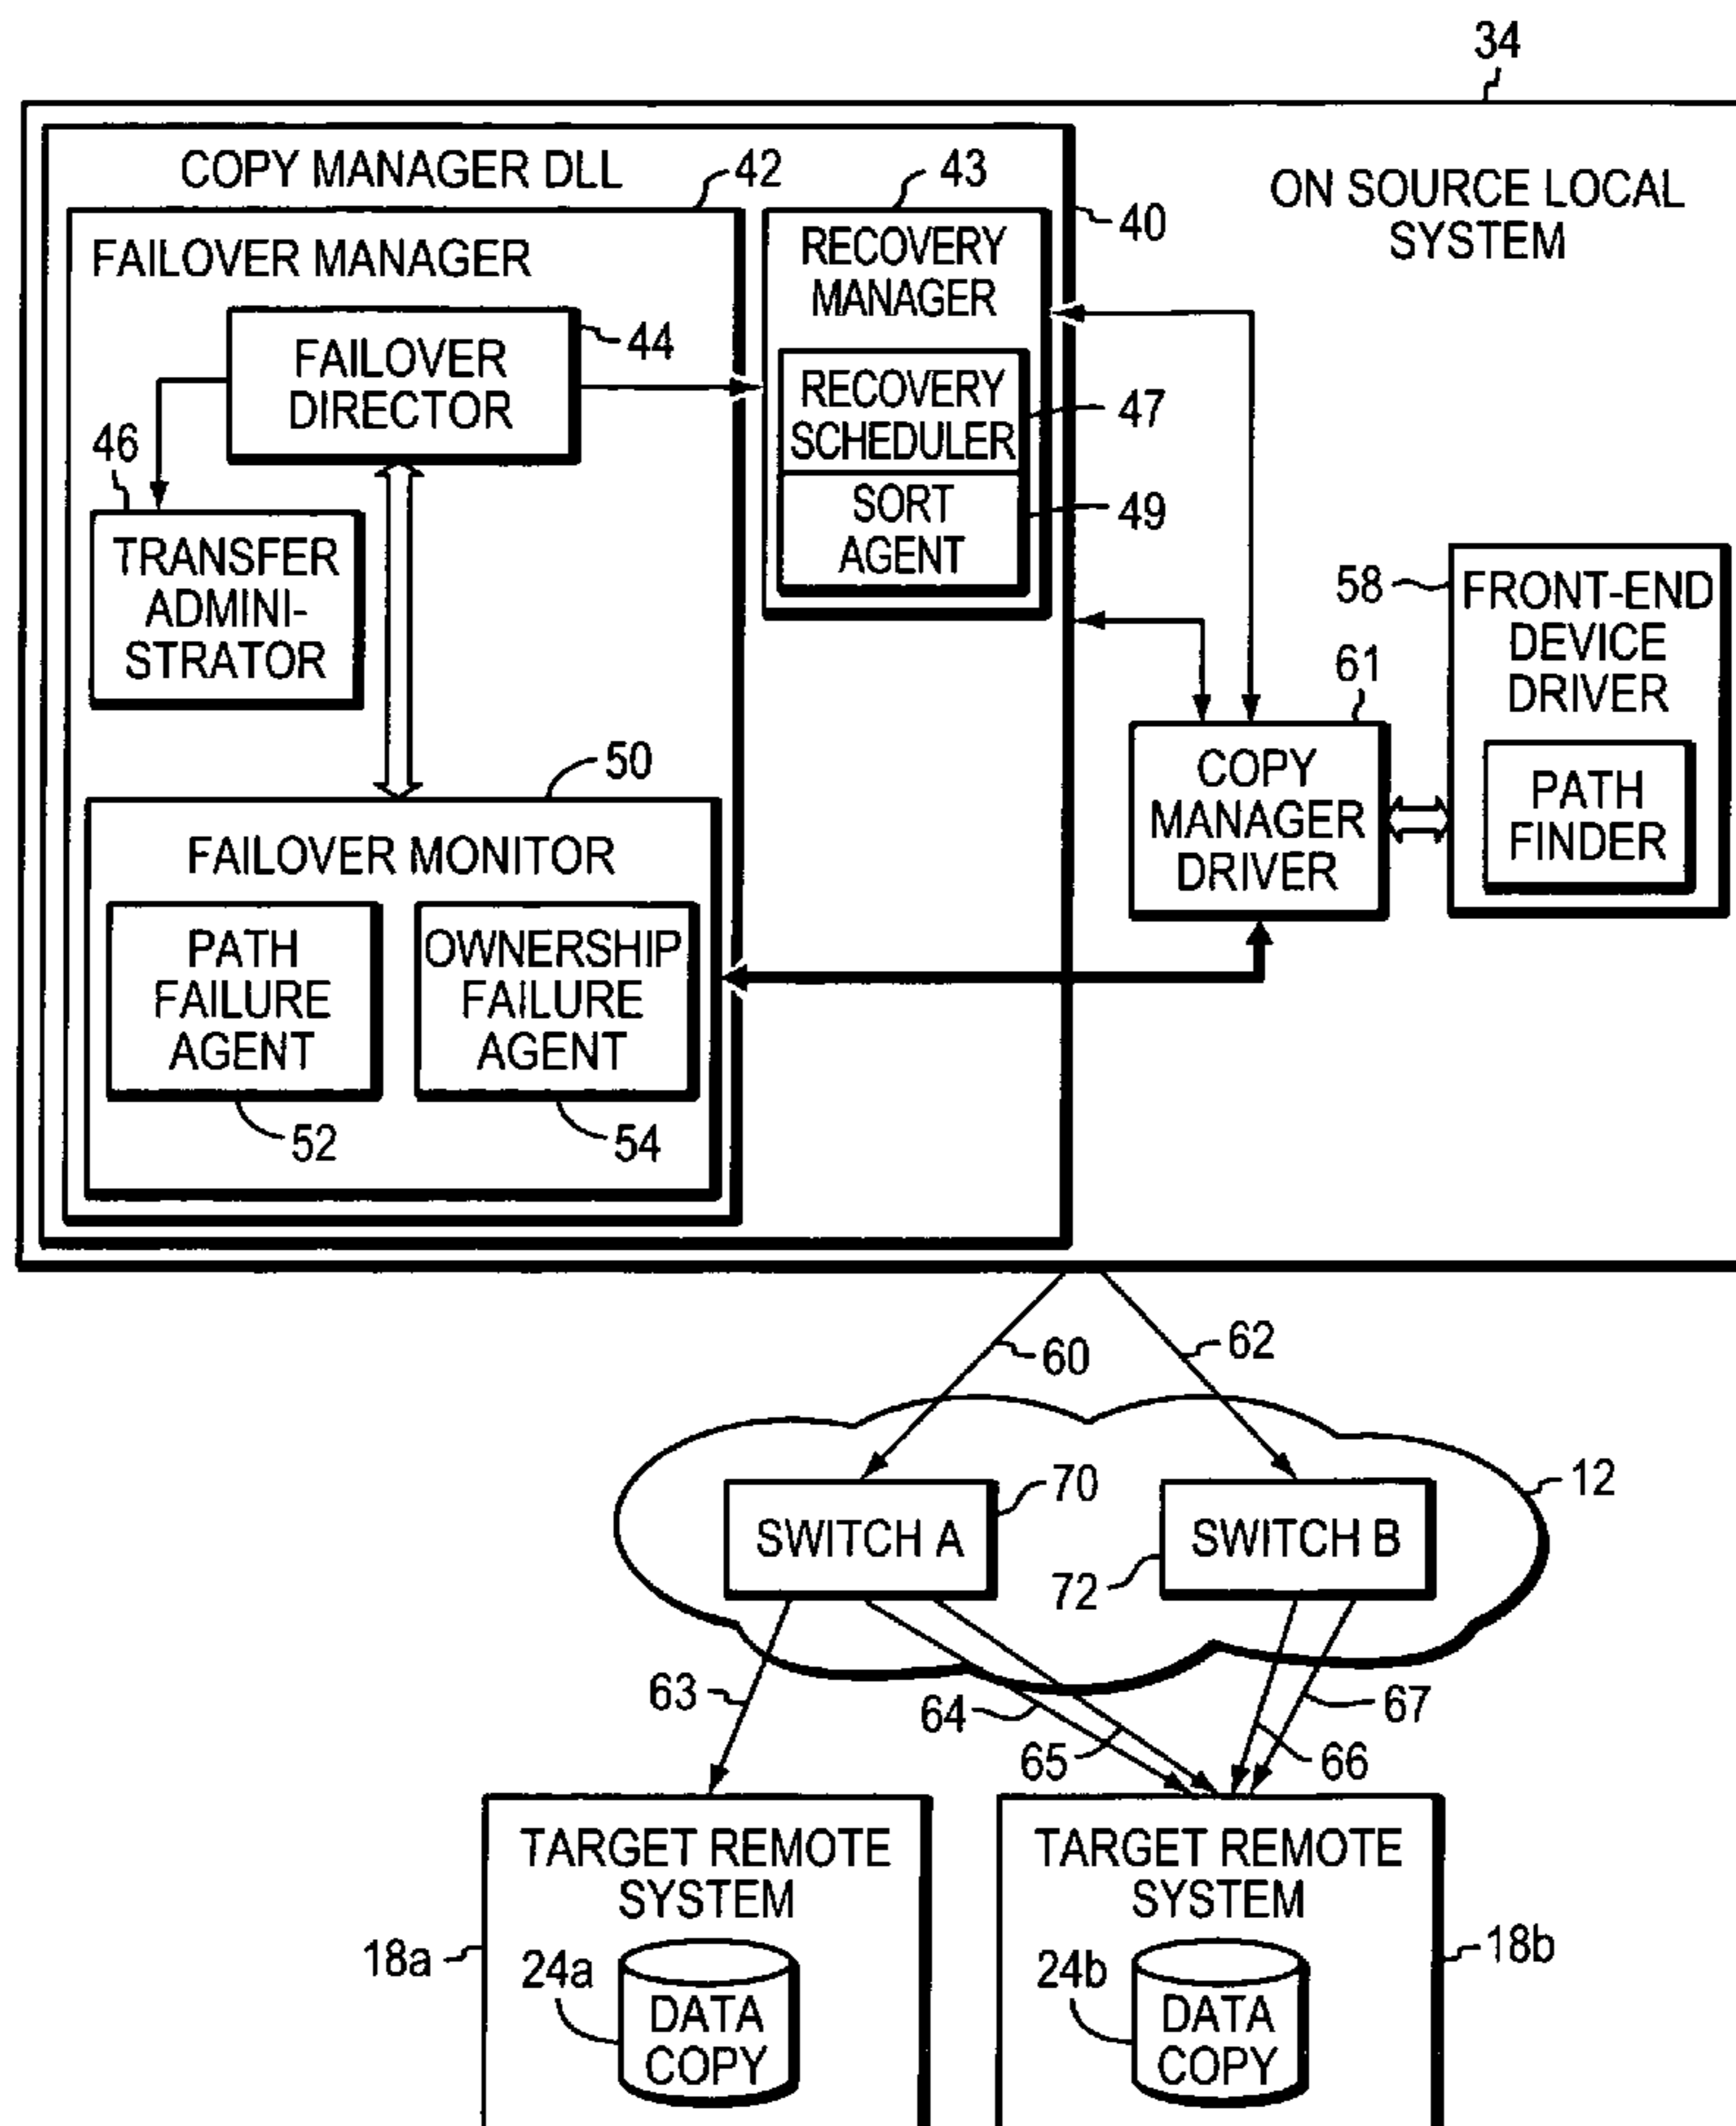 34
COPY MANAGER DLL
42
43
40
ON SOURCE LOCAL
SYSTEM
FAILOVER MANAGER
RECOVERY
MANAGER
FAILOVER
DIRECTOR
44
RECOVERY
SCHEDULER
47
46
SORT
AGENT
49
TRANSFER
ADMINI-
STRATOR
58
FRONT-END
DEVICE
DRIVER
61
50
COPY
MANAGER
DRIVER
PATH
FINDER
FAILOVER MONITOR
PATH
FAILURE
AGENT
OWNERSHIP
FAILURE
AGENT
52
54
60
62
12
70
SWITCH A
SWITCH B
72
63
64
65
66
67
TARGET REMOTE
SYSTEM
TARGET REMOTE
SYSTEM
18a
24a
DATA
COPY
24b
DATA
COPY
18b